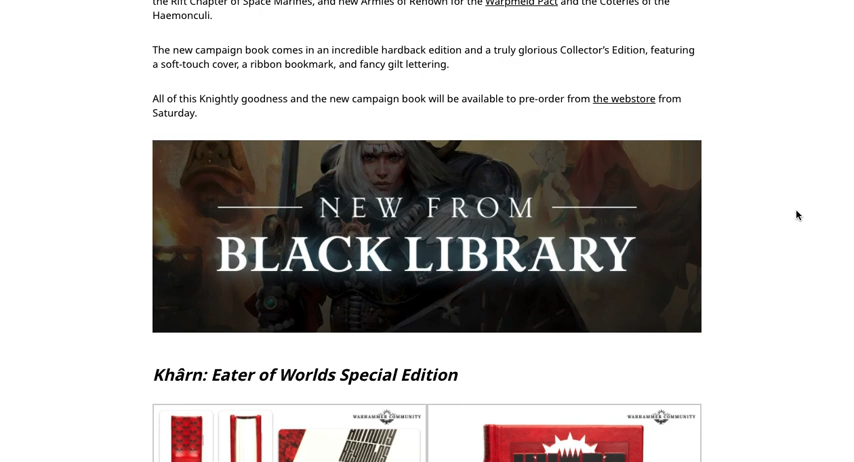 the Rift Chapter of Space Marines, and new Armies of Renown for the Warpmeld Pact and the Coteries of the
Haemonculi.
The new campaign book comes in an incredible hardback edition and a truly glorious Collector's Edition, featuring
a soft-touch cover, a ribbon bookmark, and fancy gilt lettering.
All of this Knightly goodness and the new campaign book will be available to pre-order from the webstore from
Saturday.
NEW FROM
BLACK LIBRARY
Khârn: Eater of Worlds Special Edition
WARHAMMER COMMUNITY
WARHAMMER COMMUNITY